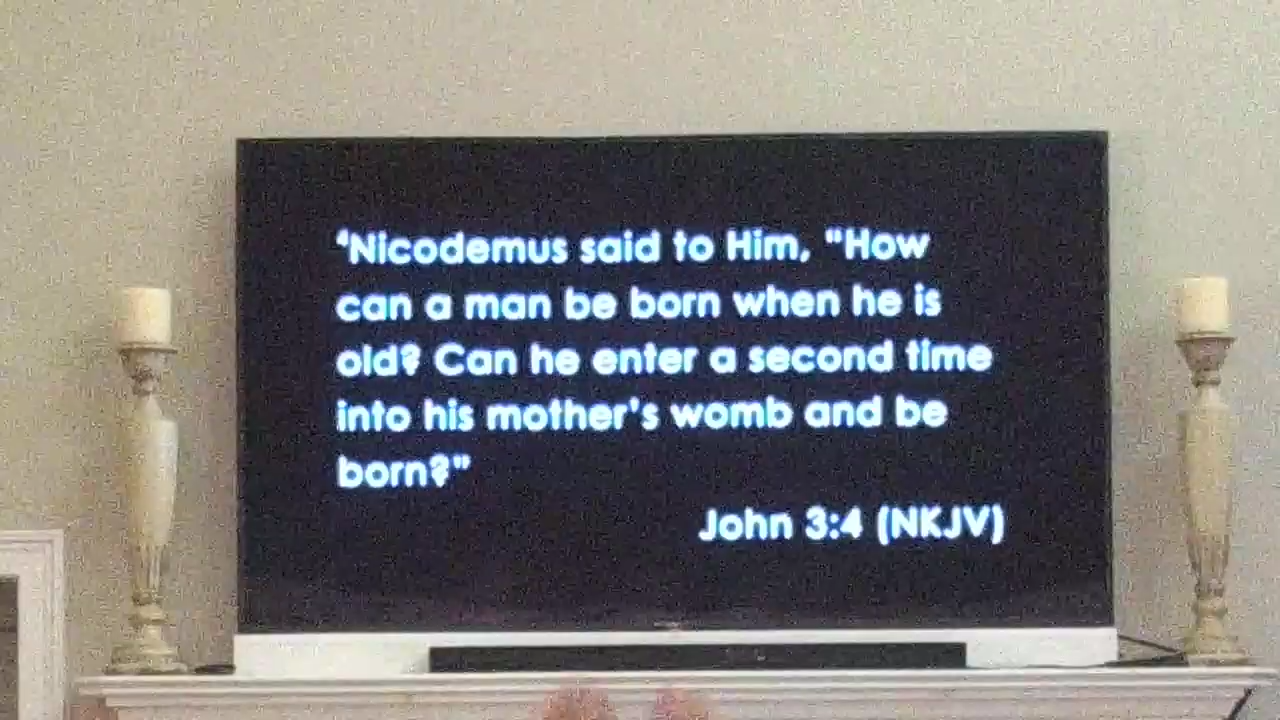 ⁴Nicodemus said to Him, "How
can a man be born when he is
old? Can he enter a second time
into his mother's womb and be
born?"
John 3:4 (NKJV)